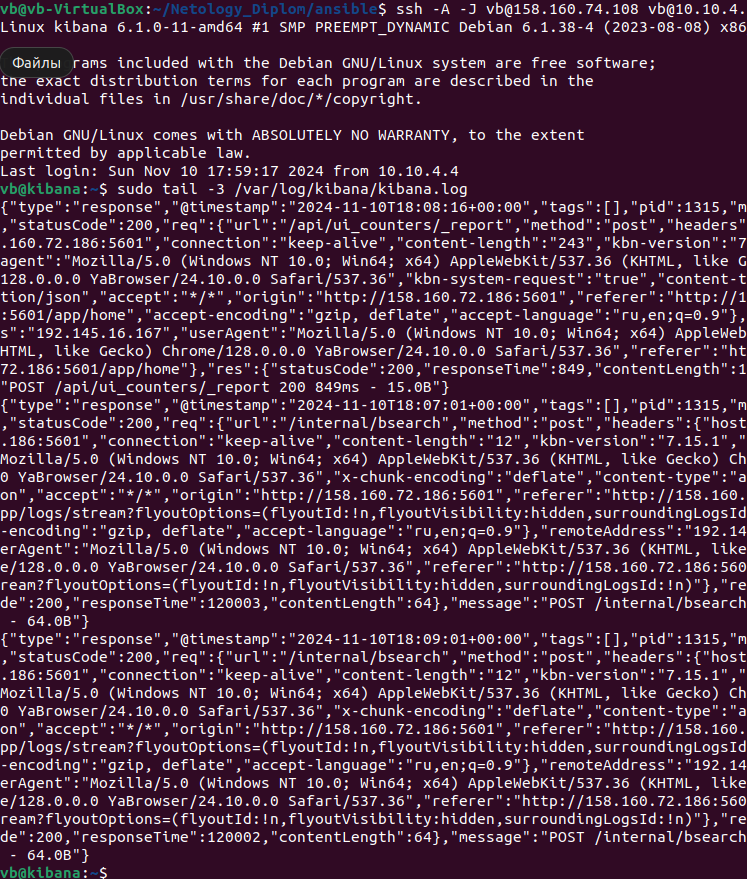 vb@vb-VirtualBox:~/Netology_Diplom/ansible$ ssh -A -J vb@158.160.74.108 vb@10.10.4.
Linux kibana 6.1.0-11-amd64 #1 SMP PREEMPT_DYNAMIC Debian 6.1.38-4 (2023-08-08) x86
Файлы rams included with the Debian GNU/Linux system are free software;
the exact distribution terms for each program are described in the
individual files in /usr/share/doc/*/copyright.
Debian GNU/Linux comes with ABSOLUTELY NO WARRANTY, to the extent
permitted by applicable law.
Last login: Sun Nov 10 17:59:17 2024 from 10.10.4.4
vb@kibana:~$ sudo tail -3 /var/log/kibana/kibana.log
{"type":"response","@timestamp":"2024-11-10T18:08:16+00:00","tags":[],"pid":1315,"m
,"statusCode":200,"req":{"url":"/api/ui_counters/_report","method":"post","headers"
.160.72.186:5601","connection":"keep-alive","content-length":"243","kbn-version":"7
agent":"Mozilla/5.0 (Windows NT 10.0; Win64; x64) AppleWebKit/537.36 (KHTML, like G
128.0.0.0 YaBrowser/24.10.0.0 Safari/537.36","kbn-system-request":"true","content-t
tion/json","accept":"*/*","origin":"http://158.160.72.186:5601","referer":"http://1
:5601/app/home","accept-encoding":"gzip, deflate","accept-language":"ru,en;q=0.9"},
s":"192.145.16.167","userAgent":"Mozilla/5.0 (Windows NT 10.0; Win64; x64) AppleWeb
HTML, like Gecko) Chrome/128.0.0.0 YaBrowser/24.10.0.0 Safari/537.36","referer":"ht
72.186:5601/app/home"},"res":{"statusCode":200,"responseTime":849,"contentLength":1
"POST /api/ui_counters/_report 200 849ms - 15.0B"}
{"type":"response","@timestamp":"2024-11-10T18:07:01+00:00","tags":[],"pid":1315,"m
,"statusCode":200,"req":{"url":"/internal/bsearch","method":"post","headers":{"host
.186:5601","connection":"keep-alive","content-length":"12","kbn-version":"7.15.1","
Mozilla/5.0 (Windows NT 10.0; Win64; x64) AppleWebKit/537.36 (KHTML, like Gecko) Ch
0 YaBrowser/24.10.0.0 Safari/537.36","x-chunk-encoding":"deflate","content-type":"a
on","accept":"*/*","origin":"http://158.160.72.186:5601","referer":"http://158.160.
pp/logs/stream?flyoutOptions=(flyoutId:!n,flyoutVisibility:hidden,surroundingLogsId
-encoding":"gzip, deflate","accept-language":"ru,en;q=0.9"},"remoteAddress":"192.14
erAgent":"Mozilla/5.0 (Windows NT 10.0; Win64; x64) AppleWebKit/537.36 (KHTML, like
e/128.0.0.0 YaBrowser/24.10.0.0 Safari/537.36","referer":"http://158.160.72.186:560
ream?flyoutOptions=(flyoutId:!n,flyoutVisibility:hidden,surroundingLogsId:!n)"},"re
de":200,"responseTime":120003,"contentLength":64},"message":"POST /internal/bsearch
 - 64.0B"}
{"type":"response","@timestamp":"2024-11-10T18:09:01+00:00","tags":[],"pid":1315,"m
,"statusCode":200,"req":{"url":"/internal/bsearch","method":"post","headers":{"host
.186:5601","connection":"keep-alive","content-length":"12","kbn-version":"7.15.1","
Mozilla/5.0 (Windows NT 10.0; Win64; x64) AppleWebKit/537.36 (KHTML, like Gecko) Ch
0 YaBrowser/24.10.0.0 Safari/537.36","x-chunk-encoding":"deflate","content-type":"a
on","accept":"*/*","origin":"http://158.160.72.186:5601","referer":"http://158.160.
pp/logs/stream?flyoutOptions=(flyoutId:!n,flyoutVisibility:hidden,surroundingLogsId
-encoding":"gzip, deflate","accept-language":"ru,en;q=0.9"},"remoteAddress":"192.14
erAgent":"Mozilla/5.0 (Windows NT 10.0; Win64; x64) AppleWebKit/537.36 (KHTML, like
e/128.0.0.0 YaBrowser/24.10.0.0 Safari/537.36","referer":"http://158.160.72.186:560
ream?flyoutOptions=(flyoutId:!n,flyoutVisibility:hidden,surroundingLogsId:!n)"},"re
de":200,"responseTime":120002,"contentLength":64},"message":"POST /internal/bsearch
 - 64.0B"}
vb@kibana:~$